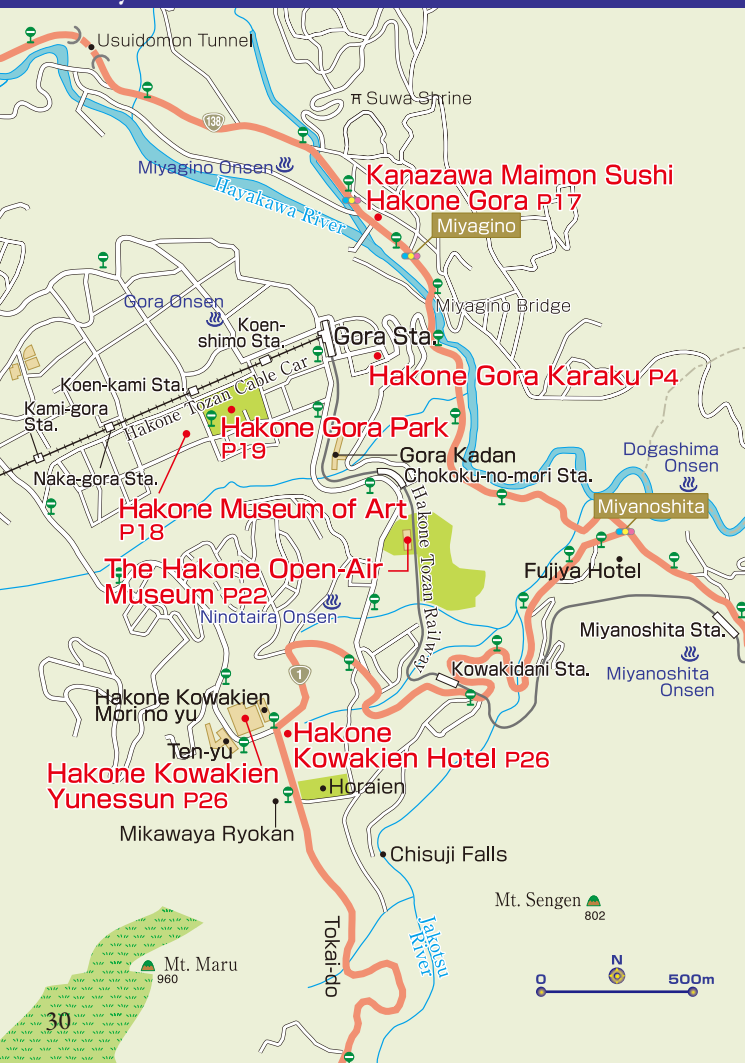 Usuidomon Tunnel
Suwa Shrine
138
Miyagino Onsen
Hayakawa River
Kanazawa Maimon Sushi
Hakone Gora P17
Miyagino
Miyagino Bridge
Gora Onsen
Koen-
shimo Sta.
Gora Sta.
Koen-kami Sta.
Hakone Tozan Cable Car
Hakone Gora Karaku P4
Kami-gora
Sta.
Hakone Gora Park
P19
Naka-gora Sta.
Gora Kadan
Chokoku-no-mori Sta.
Dogashima
Onsen
Hakone Museum of Art
P18
Miyanoshita
Hakone Tozan Railway
The Hakone Open-Air
Museum P22
Fujiya Hotel
Ninotaira Onsen
Miyanoshita Sta.
Kowakidani Sta.
Miyanoshita
Onsen
1
Hakone Kowakien
Mori no yu
Hakone
Kowakien Hotel P26
Ten-yu
Hakone Kowakien
Yunessun P26
Horaien
Mikawaya Ryokan
Chisuji Falls
Mt. Sengen
802
Tokai-do
Jakotsu
River
Mt. Maru
960
N
0 500m
30